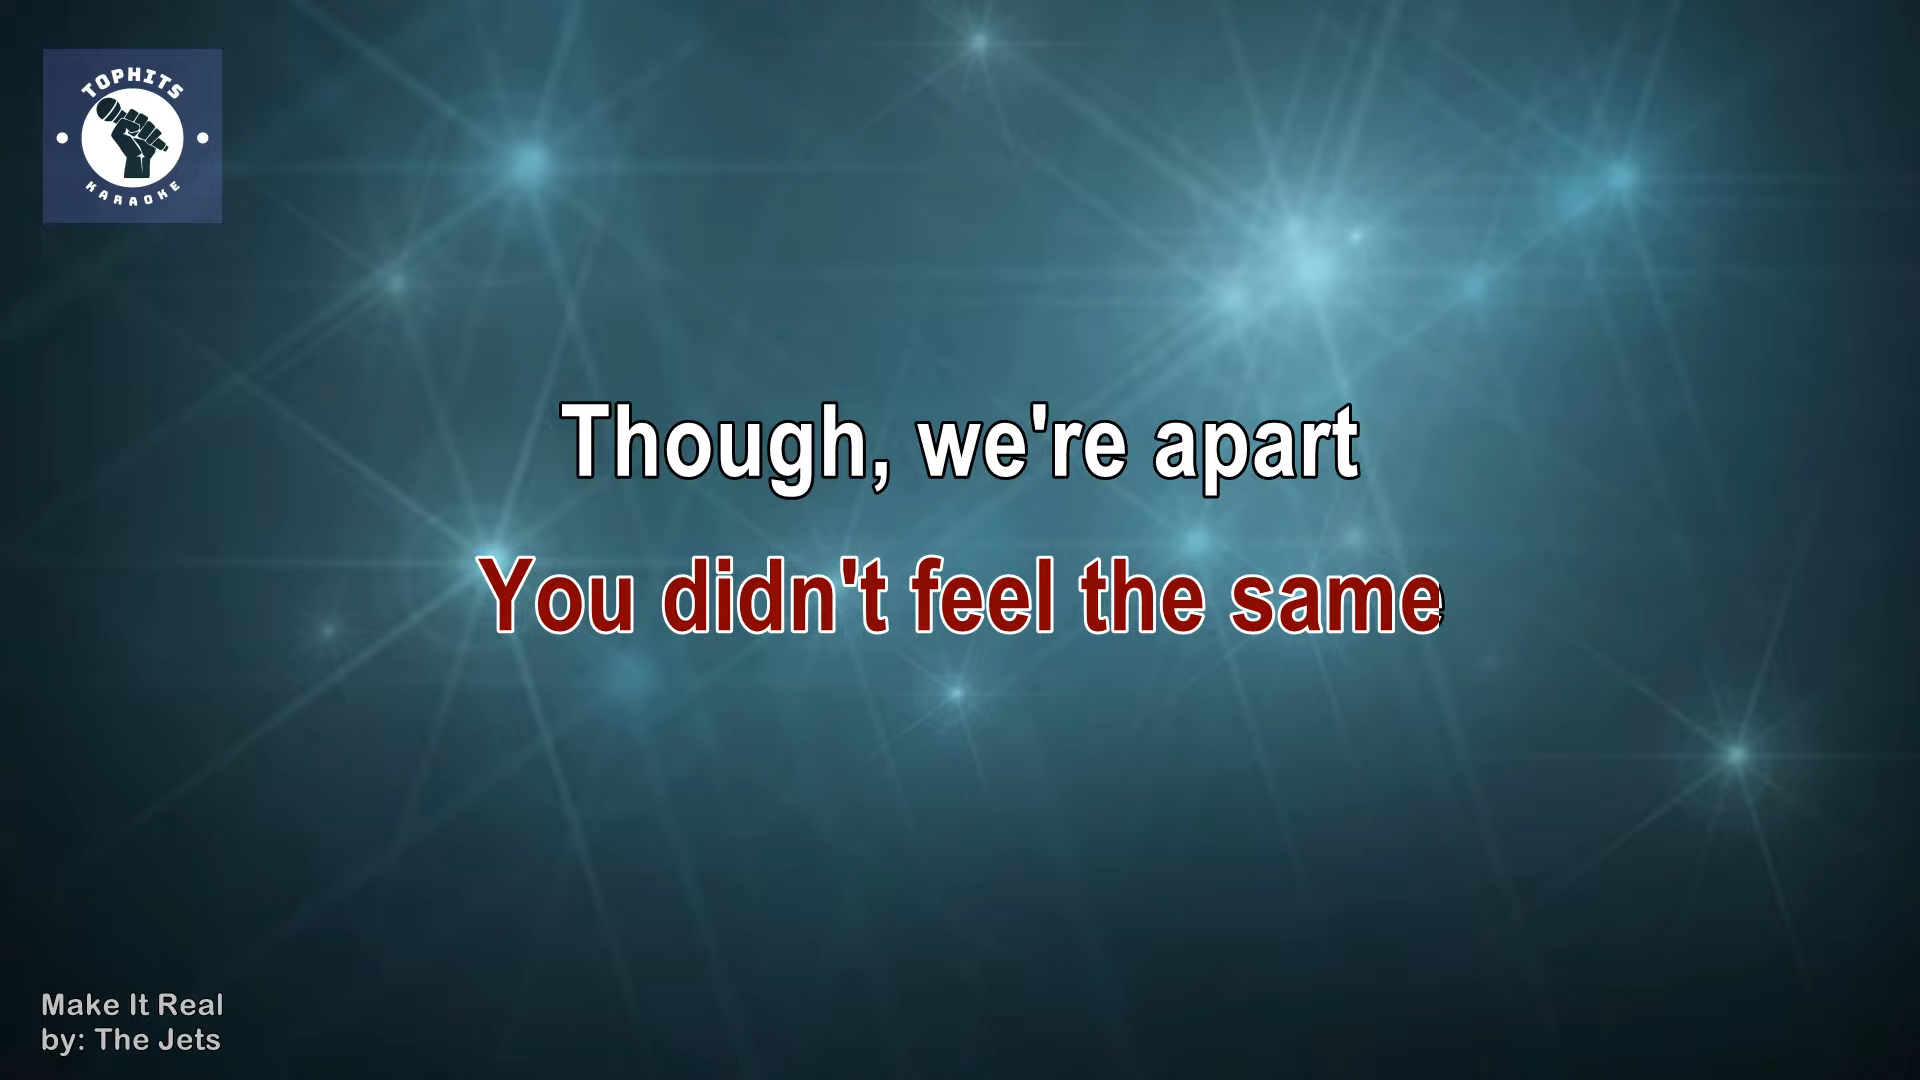 TOPHITS
KARAOKE
Though, we're apart
You didn't feel the same
Make It Real
by: The Jets